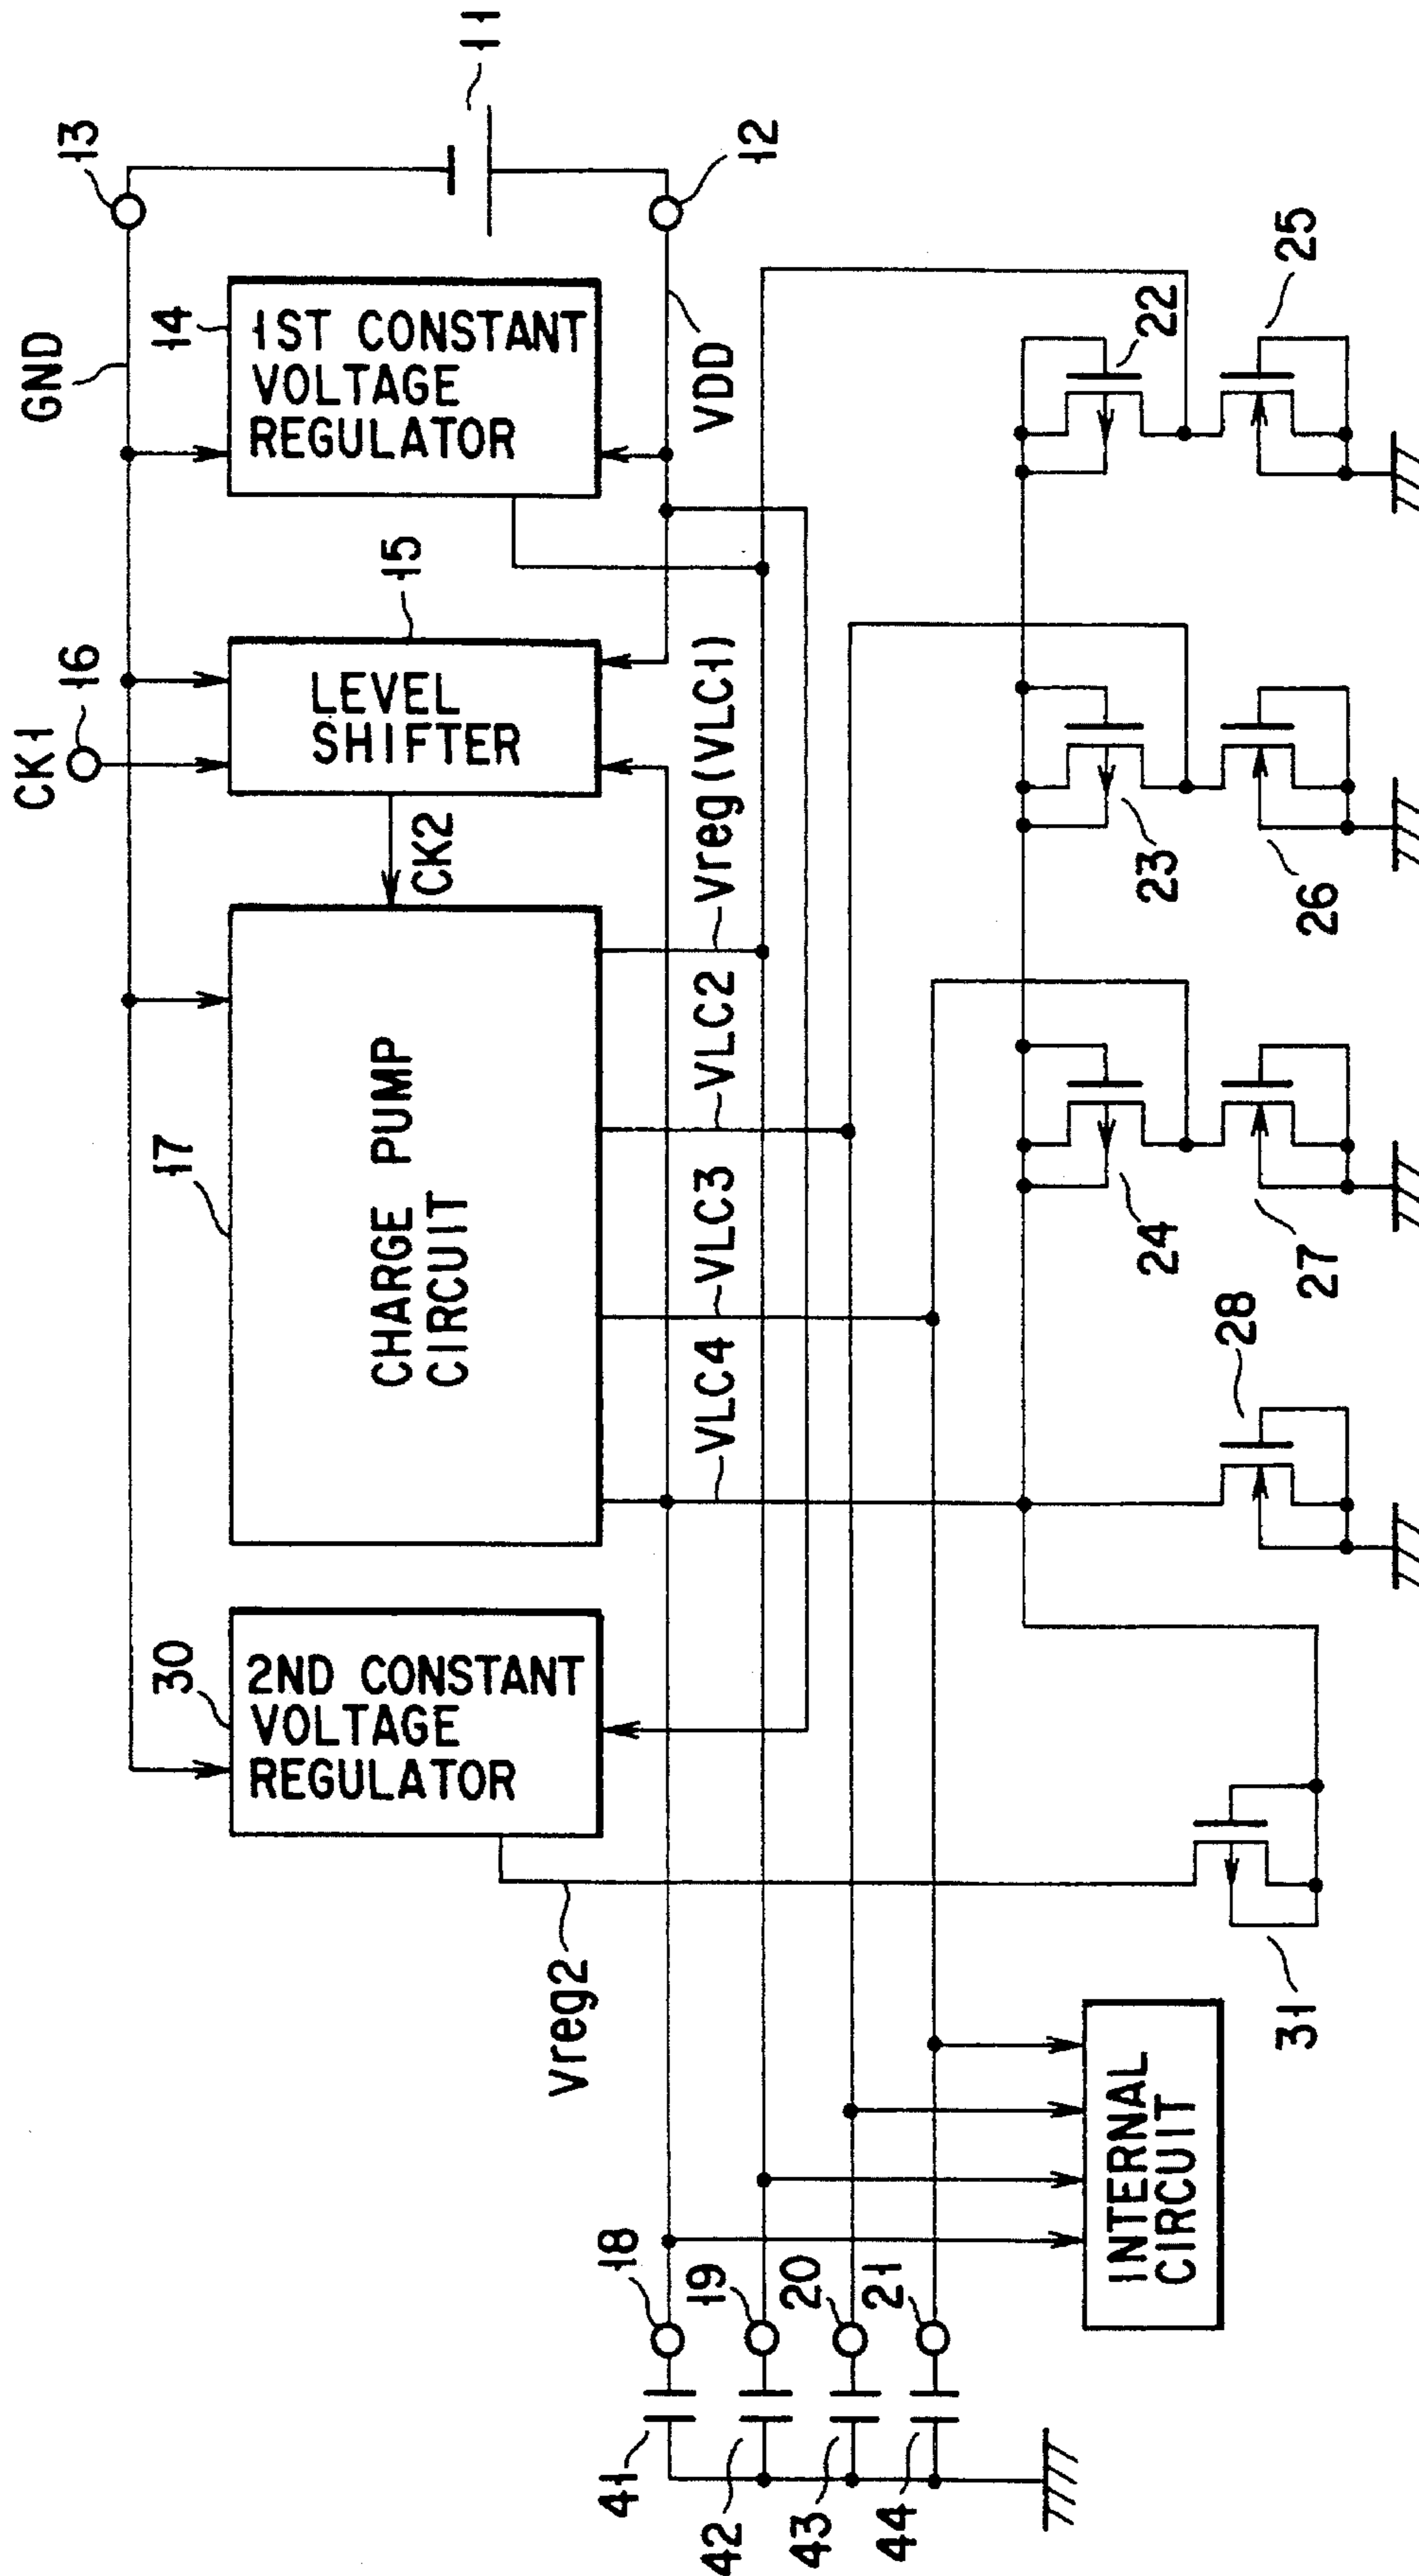 11
13
12
GND
14
1ST CONSTANT
VOLTAGE
REGULATOR
VDD
22
25
CK1
16
15
LEVEL
SHIFTER
CK2
Vreg(VLC1)
23
26
17
CHARGE PUMP
CIRCUIT
VLC2
VLC3
VLC4
24
27
28
30
2ND CONSTANT
VOLTAGE
REGULATOR
Vreg2
31
INTERNAL
CIRCUIT
18
19
20
21
41
42
43
44